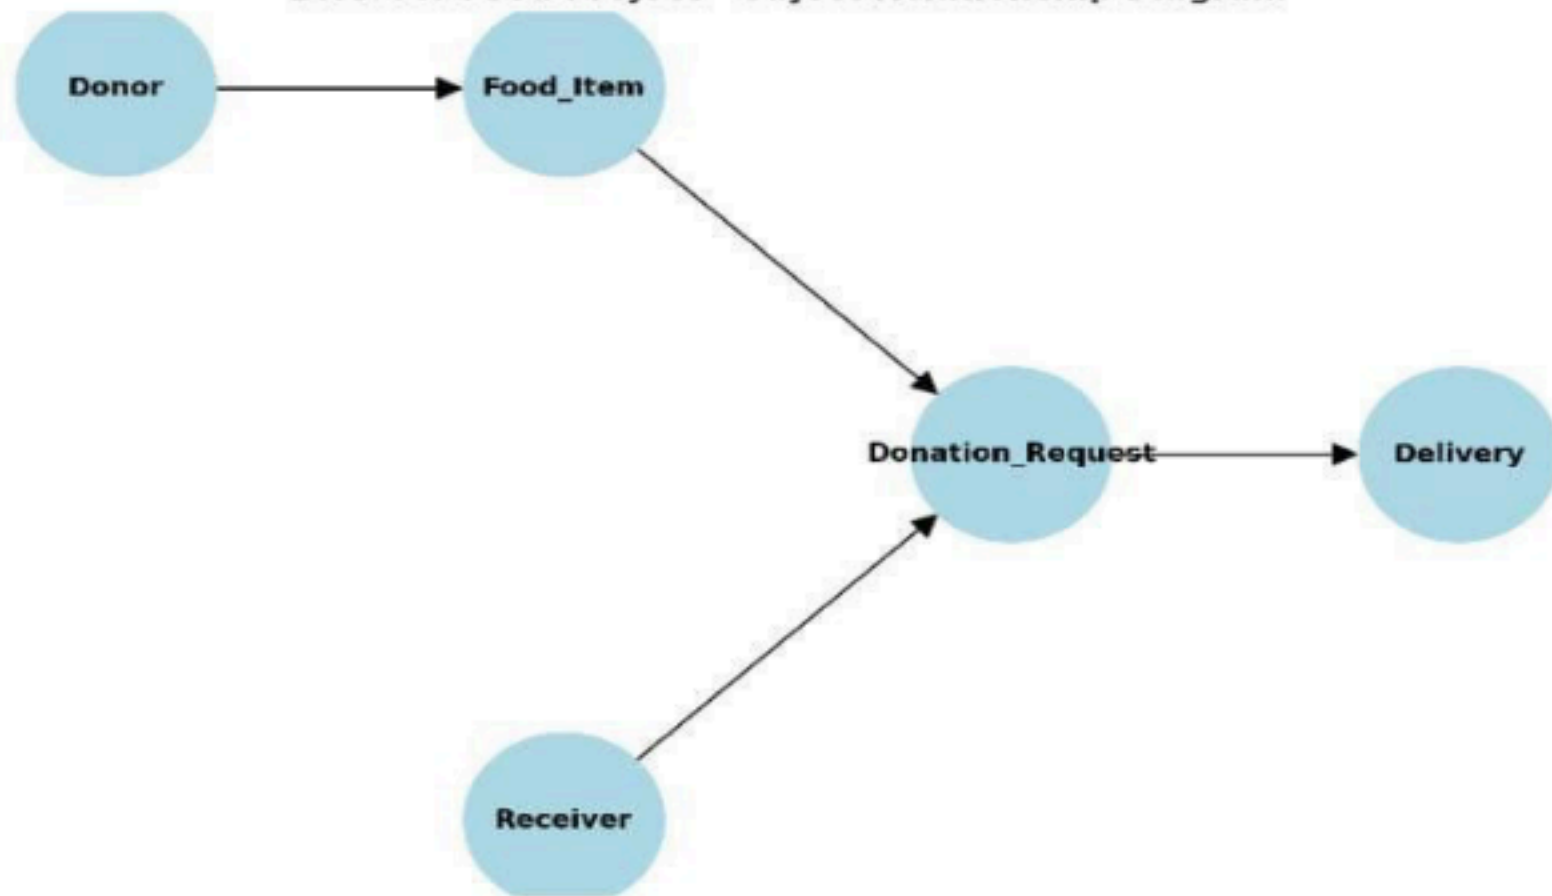 Donor
Food_Item
Donation_Request
Delivery
Receiver